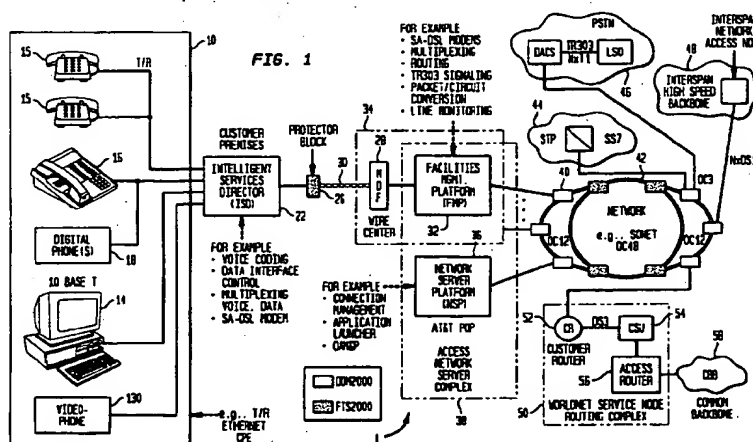 10
15
T/R
FIG. 1
15
16
DIGITAL
PHONE(S)
18
10 BASE T
14
VIDEO-
PHONE
130
e.g., T/R
ETHERNET
CPE
CUSTOMER
PREMISES
INTELLIGENT
SERVICES
DIRECTOR
(ISD)
22
FOR EXAMPLE
• VOICE CODING
• DATA INTERFACE
CONTROL
• MULTIPLEXING
VOICE, DATA
• SA-DSL MODEM
PROTECTOR
BLOCK
26
30
FOR EXAMPLE
• SA-DSL MODEMS
• MULTIPLEXING
• ROUTING
• TR303 SIGNALING
• PACKET/CIRCUIT
CONVERSION
• LINE MONITORING
34
28
MDF
WIRE
CENTER
FACILITIES
MGMT
PLATFORM
(FMP)
32
36
NETWORK
SERVER
PLATFORM
(NSP)
AT&T POP
FOR EXAMPLE
• CONNECTION
MANAGEMENT
• APPLICATION
LAUNCHER
• OAM&P
ACCESS
NETWORK
SERVER
COMPLEX
38
DDM2000
FTS2000
PSTN
DACS
TR303
NxT1
LSO
46
INTERSPAN
NETWORK
ACCESS
48
INTERSPAN
HIGH SPEED
BACKBONE
44
STP
SS7
42
40
OC3
OC12
NETWORK
e.g., SONET
OC48
OC12
52
CR
CUSTOMER
ROUTER
DS3
CSU
54
56
ACCESS
ROUTER
58
CBB
COMMON
BACKBONE
50
WORLDNET SERVICE NODE
ROUTING COMPLEX